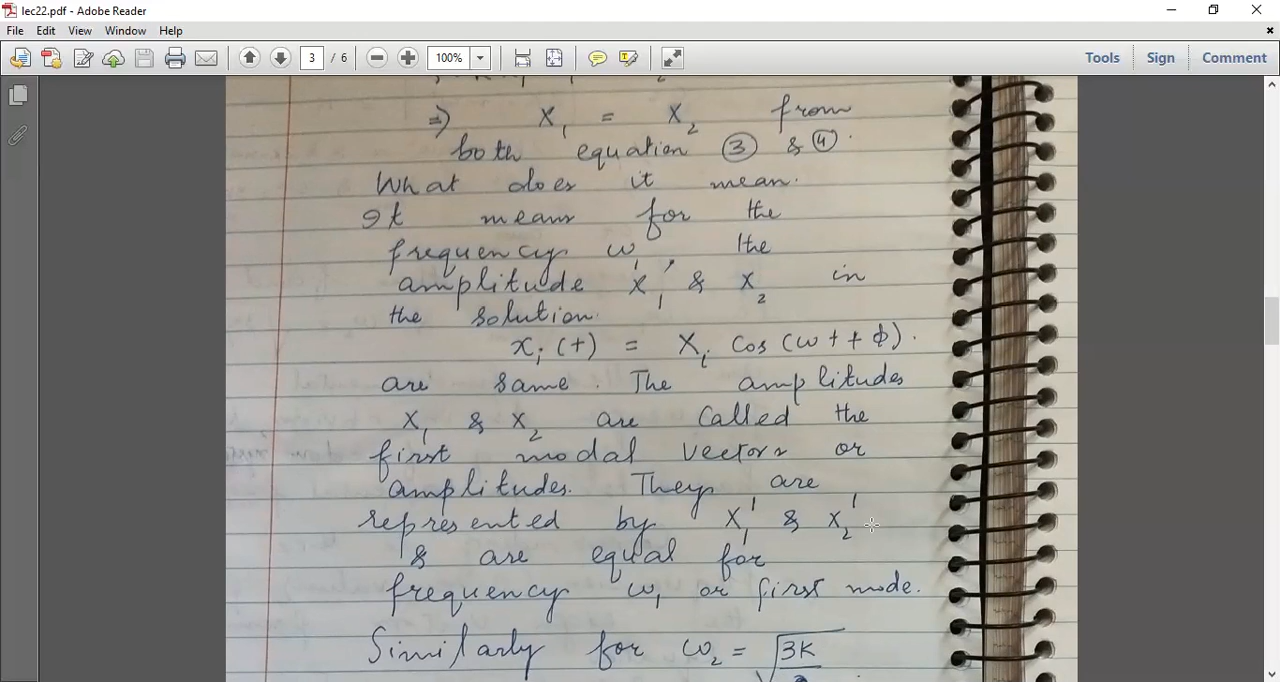 lec22.pdf - Adobe Reader
File Edit View Window Help
3 / 6 100% Tools Sign Comment
⇒ X₁ = X₂ from
both equation ③ & ④.
What does it mean.
It means for the
frequency ω₁, the
amplitude X₁ & X₂ in
the solution.
xᵢ(t) = Xᵢ cos(ωt + ϕ).
are same. The amplitudes
X₁ & X₂ are called the
first modal vectors or
amplitudes. They are
represented by X₁¹ & X₂¹
& are equal for
frequency ω₁ or first mode.
Similarly for ω₂ = √3K